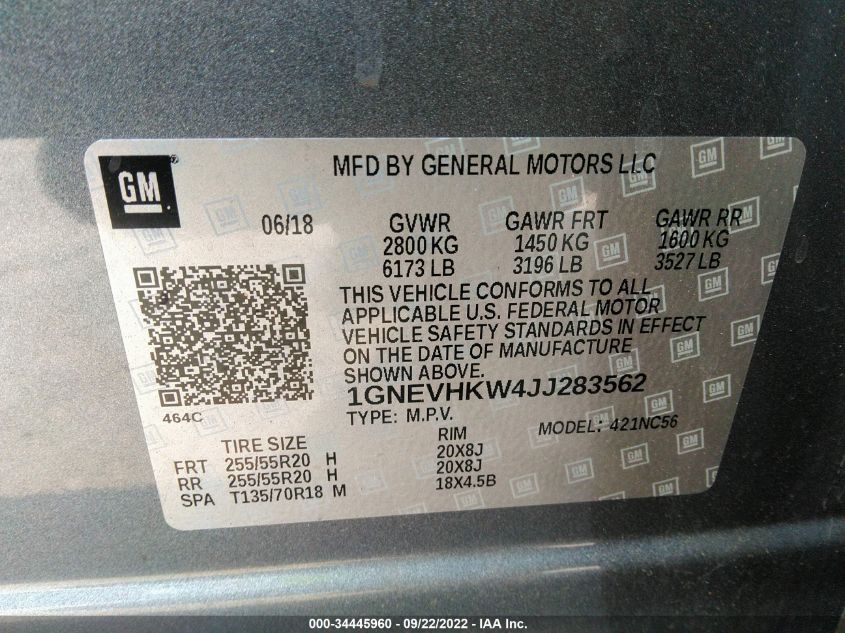 GM
MFD BY GENERAL MOTORS LLC
06/18 GVWR GAWR FRT GAWR RR
2800 KG 1450 KG 1600 KG
6173 LB 3196 LB 3527 LB
THIS VEHICLE CONFORMS TO ALL
APPLICABLE U.S. FEDERAL MOTOR
VEHICLE SAFETY STANDARDS IN EFFECT
ON THE DATE OF MANUFACTURE
SHOWN ABOVE.
1GNEVHKW4JJ283562
464C
TYPE: M.P.V. MODEL: 421NC56
TIRE SIZE RIM
FRT 255/55R20 H 20X8J
RR 255/55R20 H 20X8J
SPA T135/70R18 M 18X4.5B
000-34445960 - 09/22/2022 - IAA Inc.